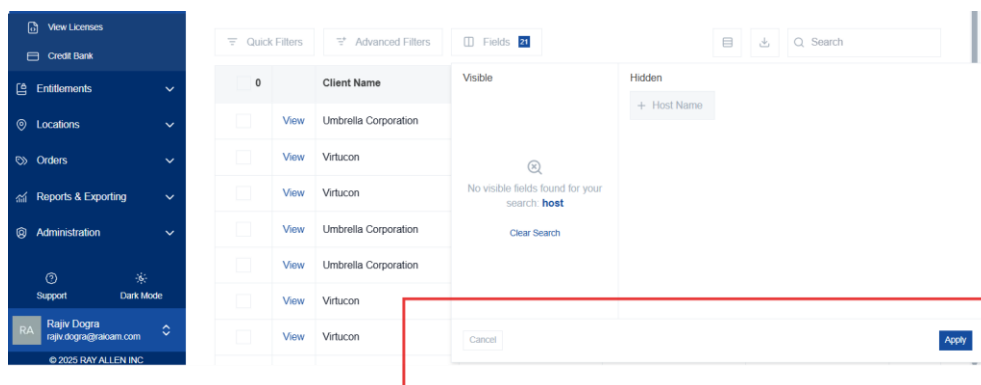 View Licenses
Credit Bank
Entitlements
Locations
Orders
Reports & Exporting
Administration
Support
Dark Mode
RA
Rajiv Dogra
rajiv.dogra@raioam.com
© 2025 RAY ALLEN INC
Quick Filters
Advanced Filters
Fields 21
Search
0
Client Name
View Umbrella Corporation
View Virtucon
View Virtucon
View Umbrella Corporation
View Umbrella Corporation
View Virtucon
View Virtucon
Visible
No visible fields found for your
search: host
Clear Search
Hidden
+ Host Name
Cancel
Apply